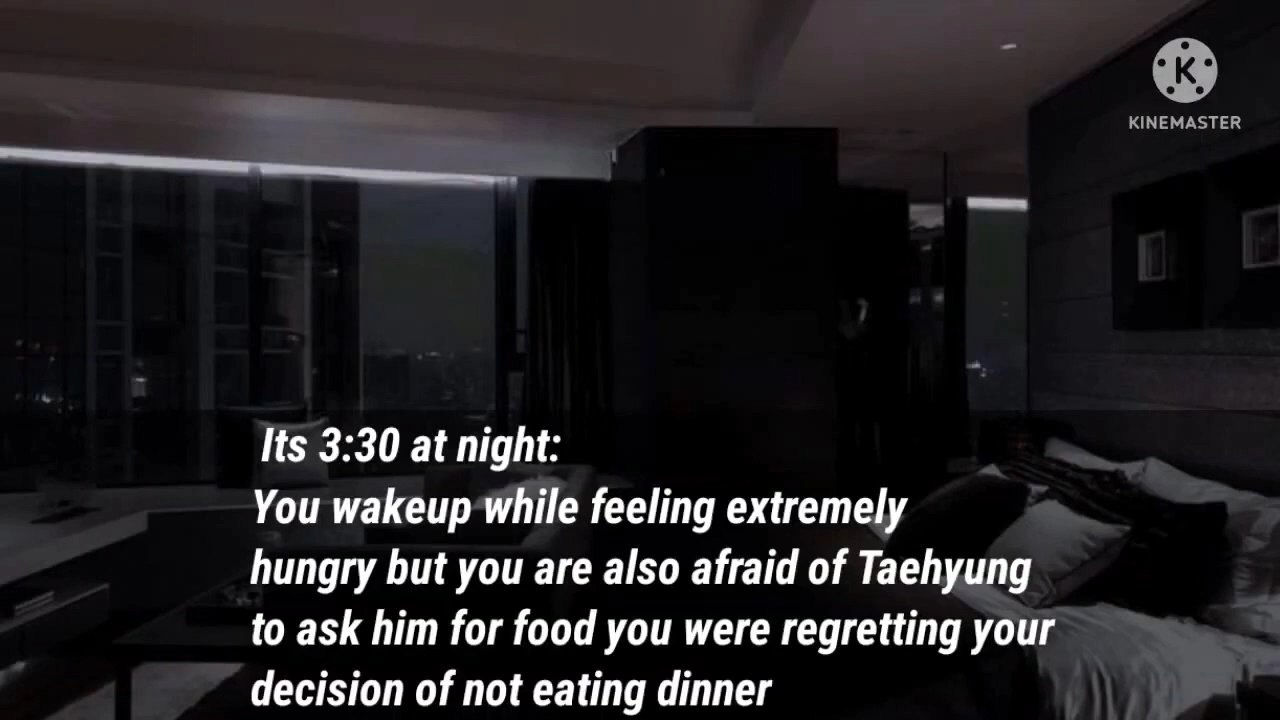 KINEMASTER
Its 3:30 at night:
You wakeup while feeling extremely
hungry but you are also afraid of Taehyung
to ask him for food you were regretting your
decision of not eating dinner